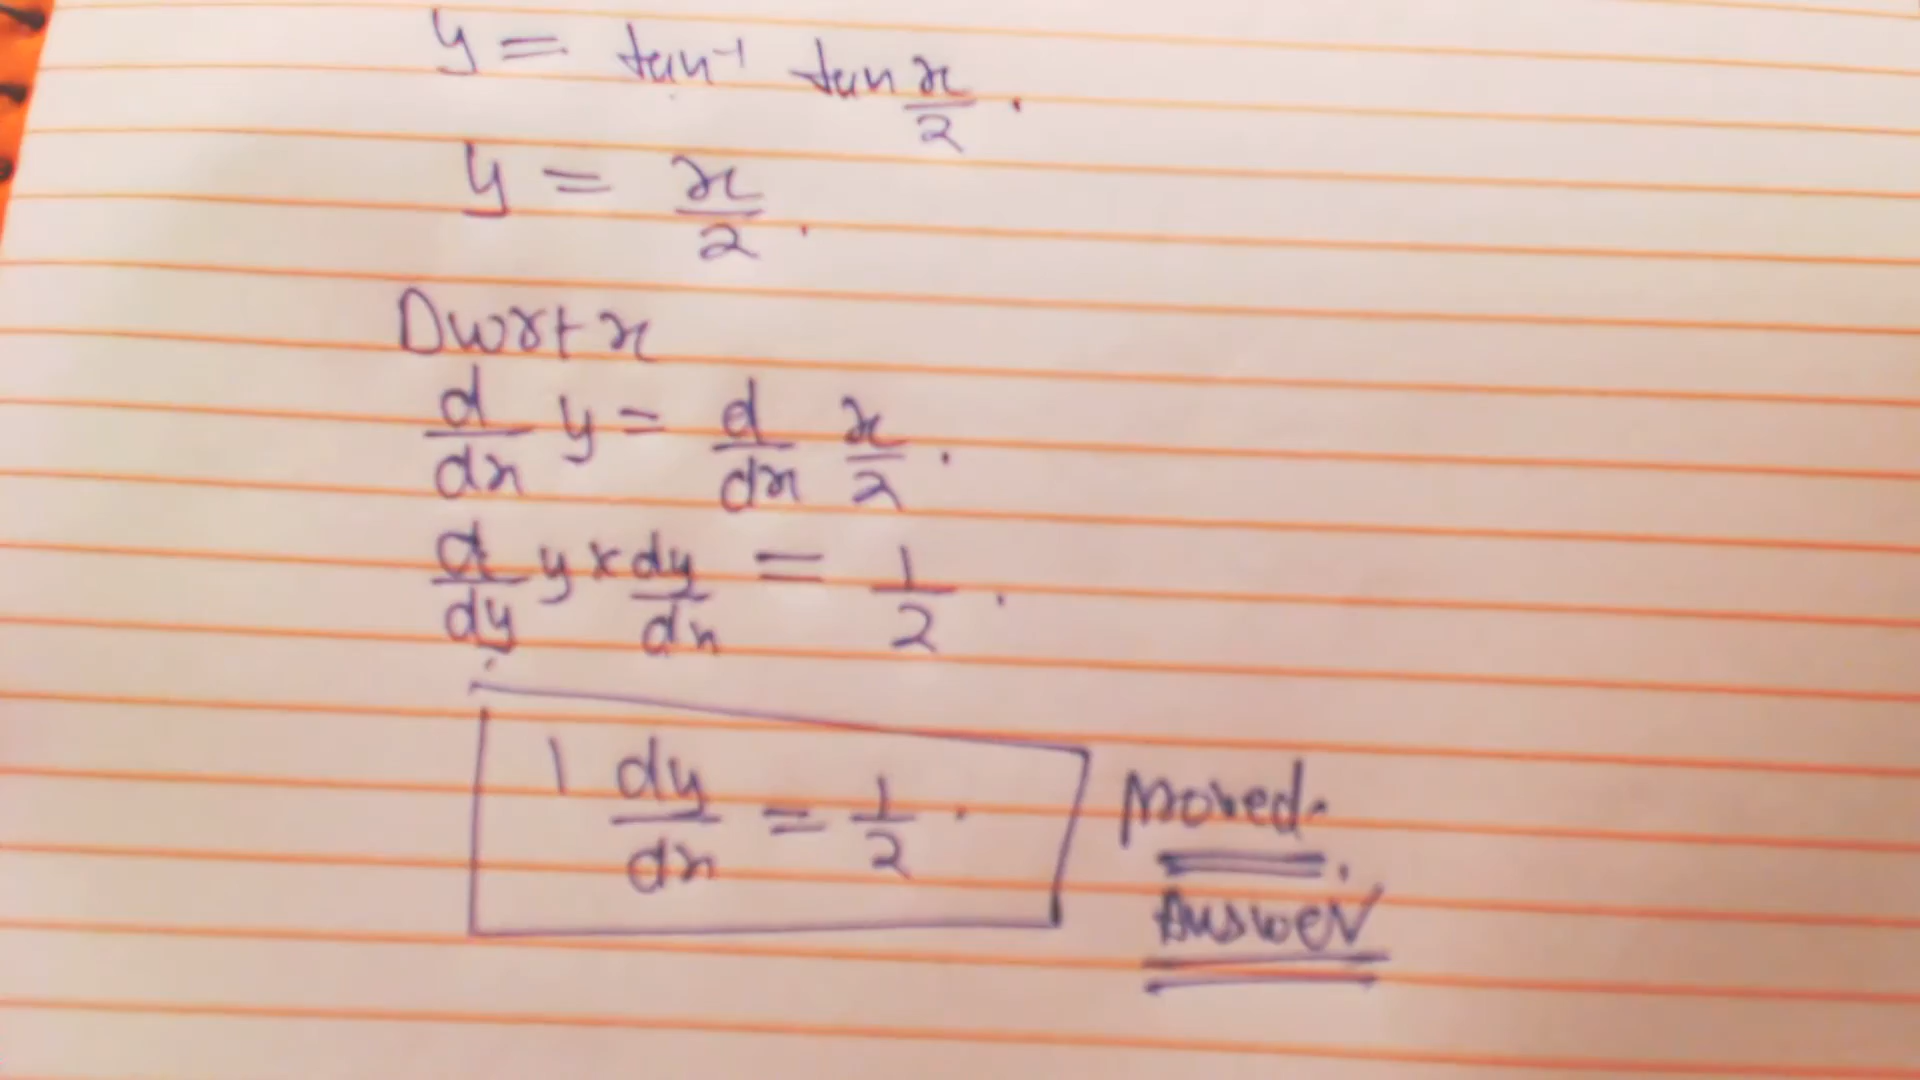 y = tan⁻¹ tan x/2 .
y = x/2 .
Dwrt x
d/dx y = d/dx x/2 .
d/dy y × dy/dx = 1/2 .
1 dy/dx = 1/2 .
proved.
Answer